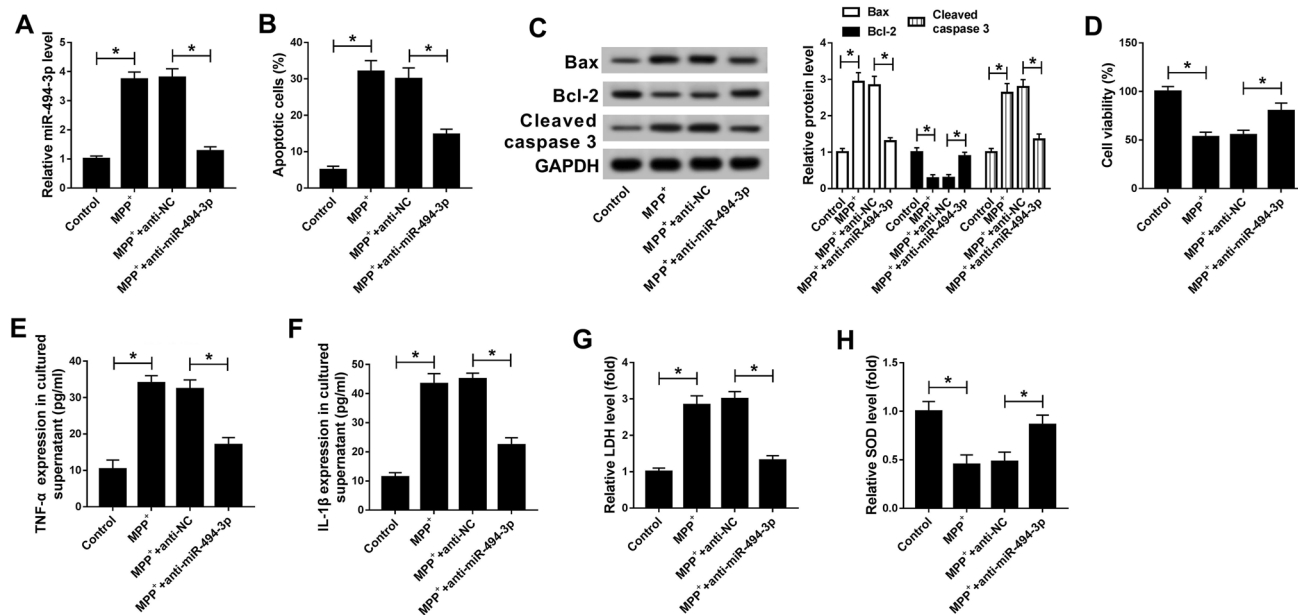 A
Relative miR-494-3p level
5
4
3
2
1
0
*
*
Control
MPP+
MPP++anti-NC
MPP++anti-miR-494-3p
B
Apoptotic cells (%)
40
30
20
10
0
*
*
Control
MPP+
MPP++anti-NC
MPP++anti-miR-494-3p
C
Bax
Bcl-2
Cleaved
caspase 3
GAPDH
Control
MPP+
MPP++anti-NC
MPP++anti-miR-494-3p
Bax
Bcl-2
Cleaved
caspase 3
Relative protein level
4
3
2
1
0
*
*
*
*
*
*
Control
MPP+
MPP++anti-NC
MPP++anti-miR-494-3p
Control
MPP+
MPP++anti-NC
MPP++anti-miR-494-3p
Control
MPP+
MPP++anti-NC
MPP++anti-miR-494-3p
D
Cell viability (%)
150
100
50
0
*
*
Control
MPP+
MPP++anti-NC
MPP++anti-miR-494-3p
E
TNF-α expression in cultured
supernatant (pg/ml)
40
30
20
10
0
*
*
Control
MPP+
MPP++anti-NC
MPP++anti-miR-494-3p
F
IL-1β expression in cultured
supernatant (pg/ml)
60
40
20
0
*
*
Control
MPP+
MPP++anti-NC
MPP++anti-miR-494-3p
G
Relative LDH level (fold)
4
3
2
1
0
*
*
Control
MPP+
MPP++anti-NC
MPP++anti-miR-494-3p
H
Relative SOD level (fold)
1.5
1.0
0.5
0.0
*
*
Control
MPP+
MPP++anti-NC
MPP++anti-miR-494-3p